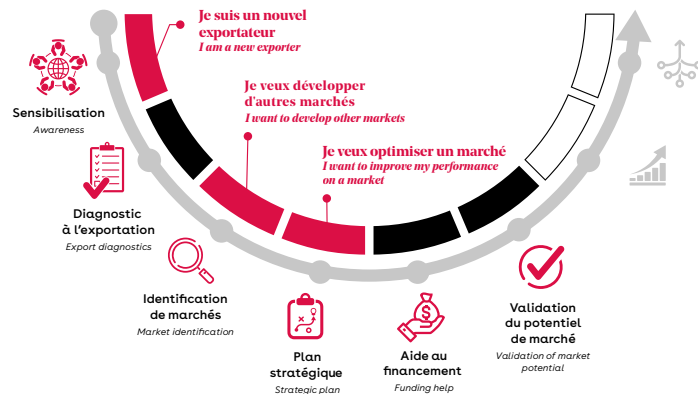 Je suis un nouvel
exportateur
I am a new exporter
Je veux développer
d'autres marchés
I want to develop other markets
Je veux optimiser un marché
I want to improve my performance
on a market
Sensibilisation
Awareness
Diagnostic
à l'exportation
Export diagnostics
Identification
de marchés
Market identification
Plan
stratégique
Strategic plan
Aide au
financement
Funding help
Validation
du potentiel
de marché
Validation of market
potential